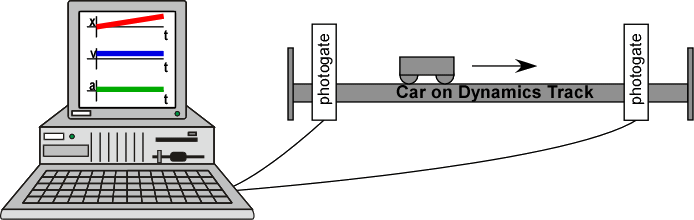 x
t
v
t
a
t
photogate
photogate
Car on Dynamics Track